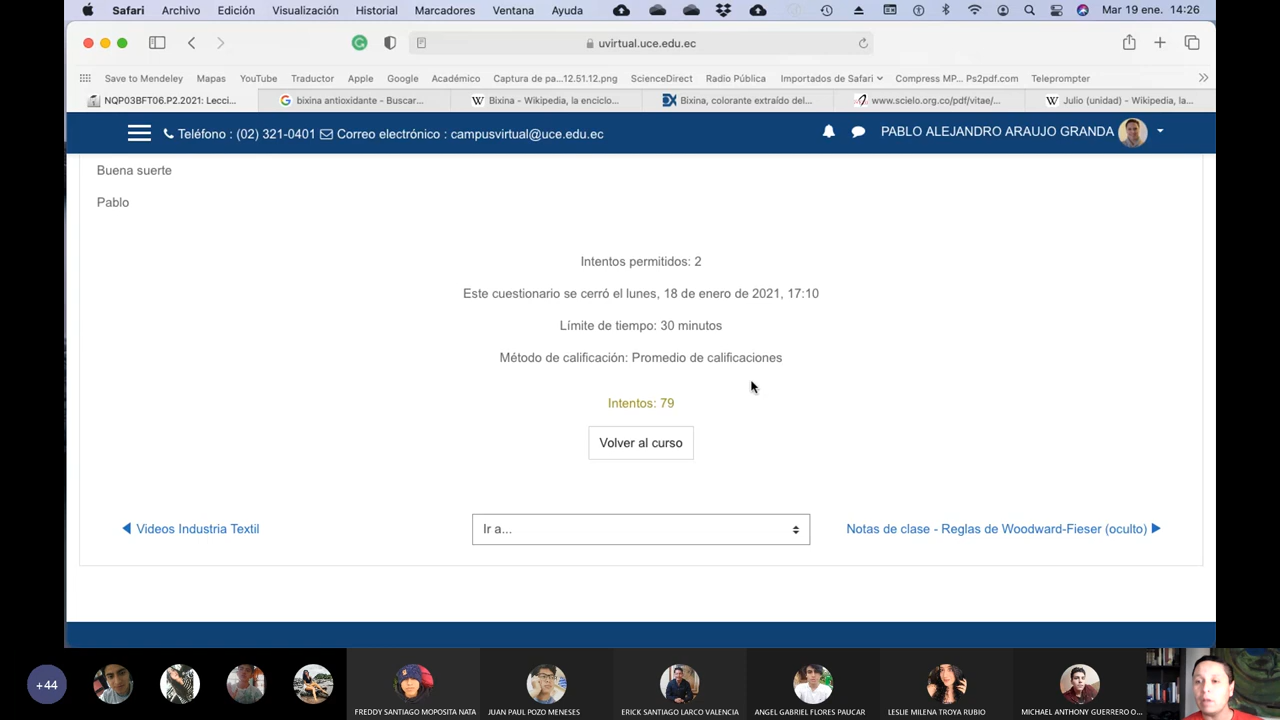 Safari Archivo Edición Visualización Historial Marcadores Ventana Ayuda Mar 19 ene. 14:26
uvirtual.uce.edu.ec
Save to Mendeley Mapas YouTube Traductor Apple Google Académico Captura de pa...12.51.12.png ScienceDirect Radio Pública Importados de Safari Compress MP... Ps2pdf.com Teleprompter
NQP03BFT06.P2.2021: Lecci... bixina antioxidante - Buscar... Bixina - Wikipedia, la enciclo... Bixina, colorante extraído del... www.scielo.org.co/pdf/vitae/... Julio (unidad) - Wikipedia, la...
Teléfono : (02) 321-0401 Correo electrónico : campusvirtual@uce.edu.ec PABLO ALEJANDRO ARAUJO GRANDA
Buena suerte
Pablo
Intentos permitidos: 2
Este cuestionario se cerró el lunes, 18 de enero de 2021, 17:10
Límite de tiempo: 30 minutos
Método de calificación: Promedio de calificaciones
Intentos: 79
Volver al curso
Videos Industria Textil Ir a... Notas de clase - Reglas de Woodward-Fieser (oculto)
+44
FREDDY SANTIAGO MOPOSITA NATA JUAN PAUL POZO MENESES ERICK SANTIAGO LARCO VALENCIA ANGEL GABRIEL FLORES PAUCAR LESLIE MILENA TROYA RUBIO MICHAEL ANTHONY GUERRERO O...